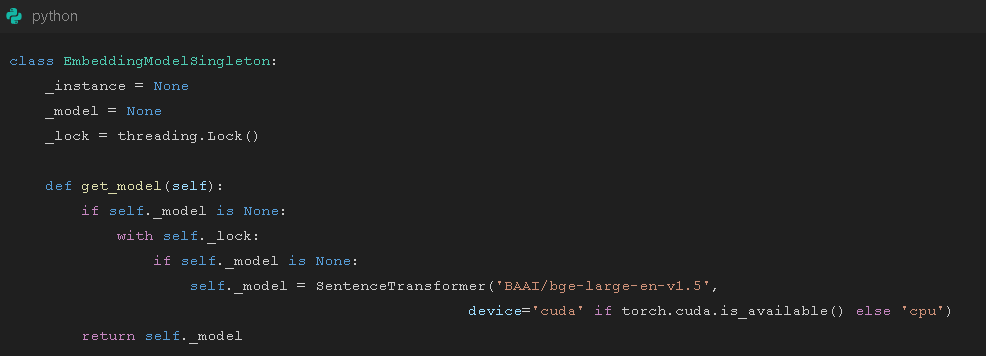 python
class EmbeddingModelSingleton:
    _instance = None
    _model = None
    _lock = threading.Lock()

    def get_model(self):
        if self._model is None:
            with self._lock:
                if self._model is None:
                    self._model = SentenceTransformer('BAAI/bge-large-en-v1.5',
                                                   device='cuda' if torch.cuda.is_available() else 'cpu')
        return self._model